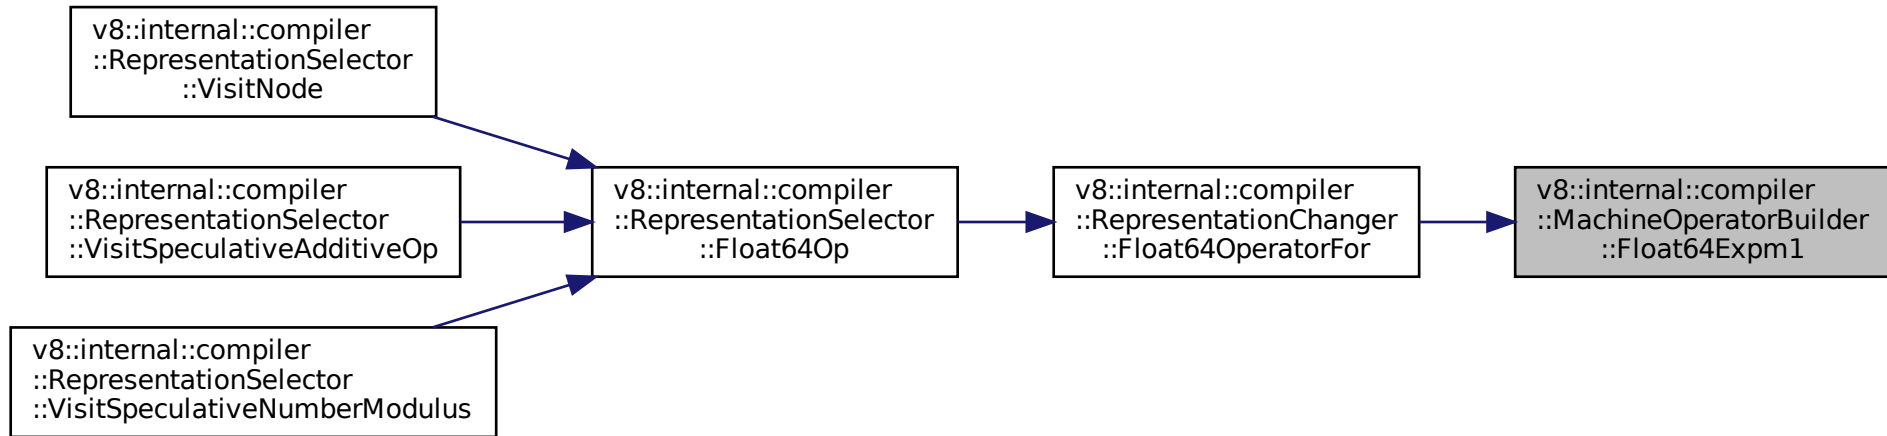 v8::internal::compiler
::RepresentationSelector
::VisitNode
v8::internal::compiler
::RepresentationSelector
::VisitSpeculativeAdditiveOp
v8::internal::compiler
::RepresentationSelector
::VisitSpeculativeNumberModulus
v8::internal::compiler
::RepresentationSelector
::Float64Op
v8::internal::compiler
::RepresentationChanger
::Float64OperatorFor
v8::internal::compiler
::MachineOperatorBuilder
::Float64Expm1